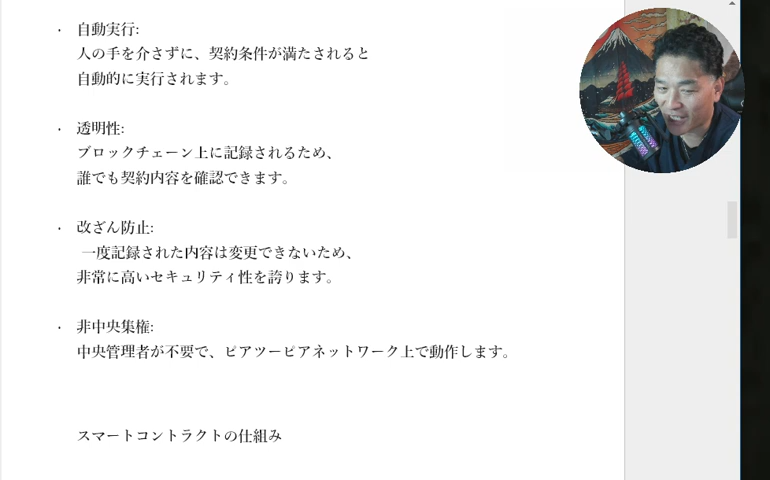 ・ 自動実行:
人の手を介さずに、契約条件が満たされると
自動的に実行されます。
・ 透明性:
ブロックチェーン上に記録されるため、
誰でも契約内容を確認できます。
・ 改ざん防止:
一度記録された内容は変更できないため、
非常に高いセキュリティ性を誇ります。
・ 非中央集権:
中央管理者が不要で、ピアツーピアネットワーク上で動作します。
スマートコントラクトの仕組み